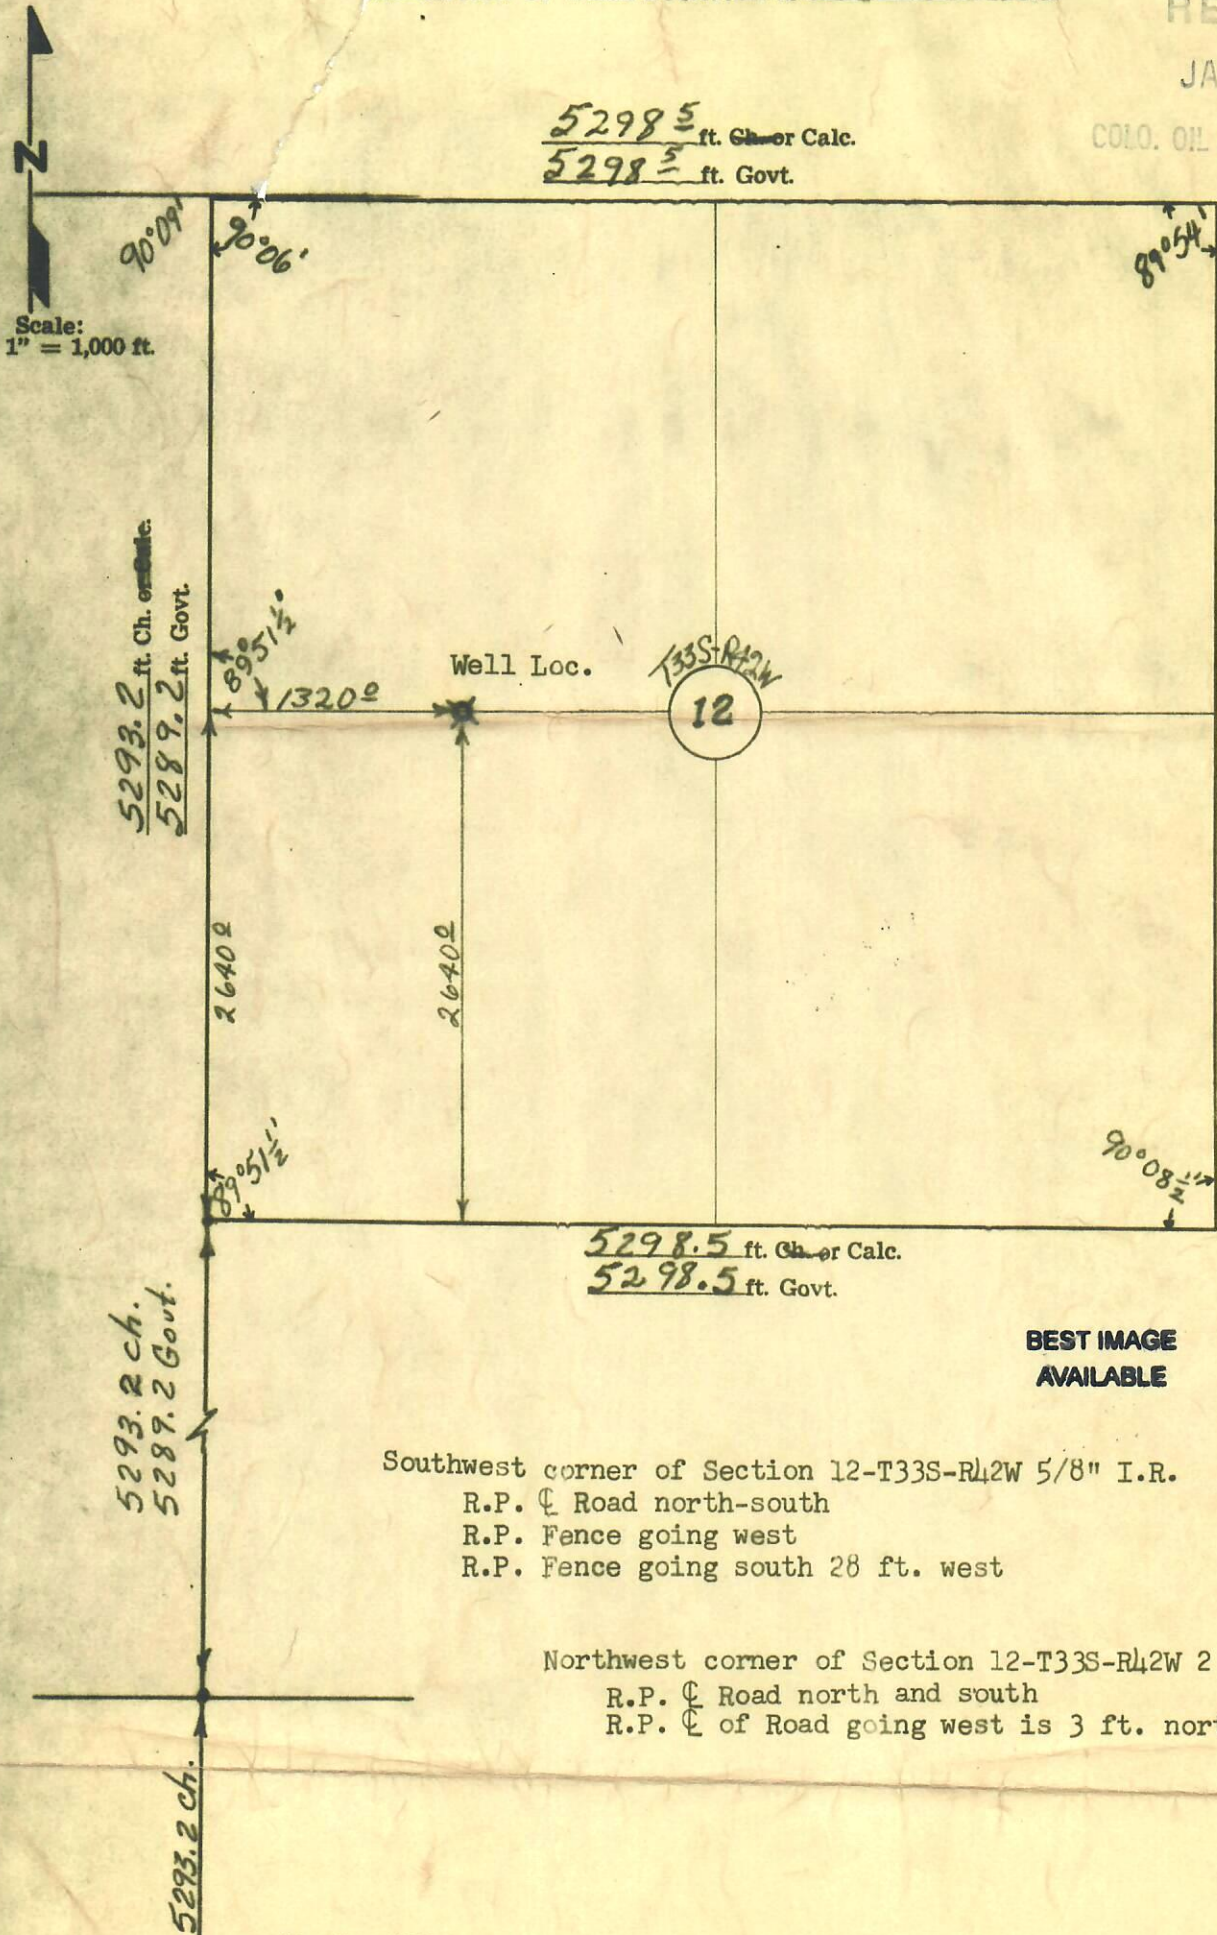 JA
COLO. OIL
5298 5 ft. Ch. or Calc.
5298 5 ft. Govt.
N
90°09'
90°06'
89°54'
Scale:
1" = 1,000 ft.
5293.2 ft. Ch. or Calc.
5289.2 ft. Govt.
89°51½'
Well Loc.
T33S-R42W
1320 0
12
2640 0
2640 0
89°51½'
90°08½'
5298.5 ft. Ch. or Calc.
5298.5 ft. Govt.
5293.2 ch.
5289.2 Govt.
BEST IMAGE
AVAILABLE
Southwest corner of Section 12-T33S-R42W 5/8" I.R.
R.P. ℄ Road north-south
R.P. Fence going west
R.P. Fence going south 28 ft. west
Northwest corner of Section 12-T33S-R42W 2
R.P. ℄ Road north and south
R.P. ℄ of Road going west is 3 ft. nor
5293.2 ch.